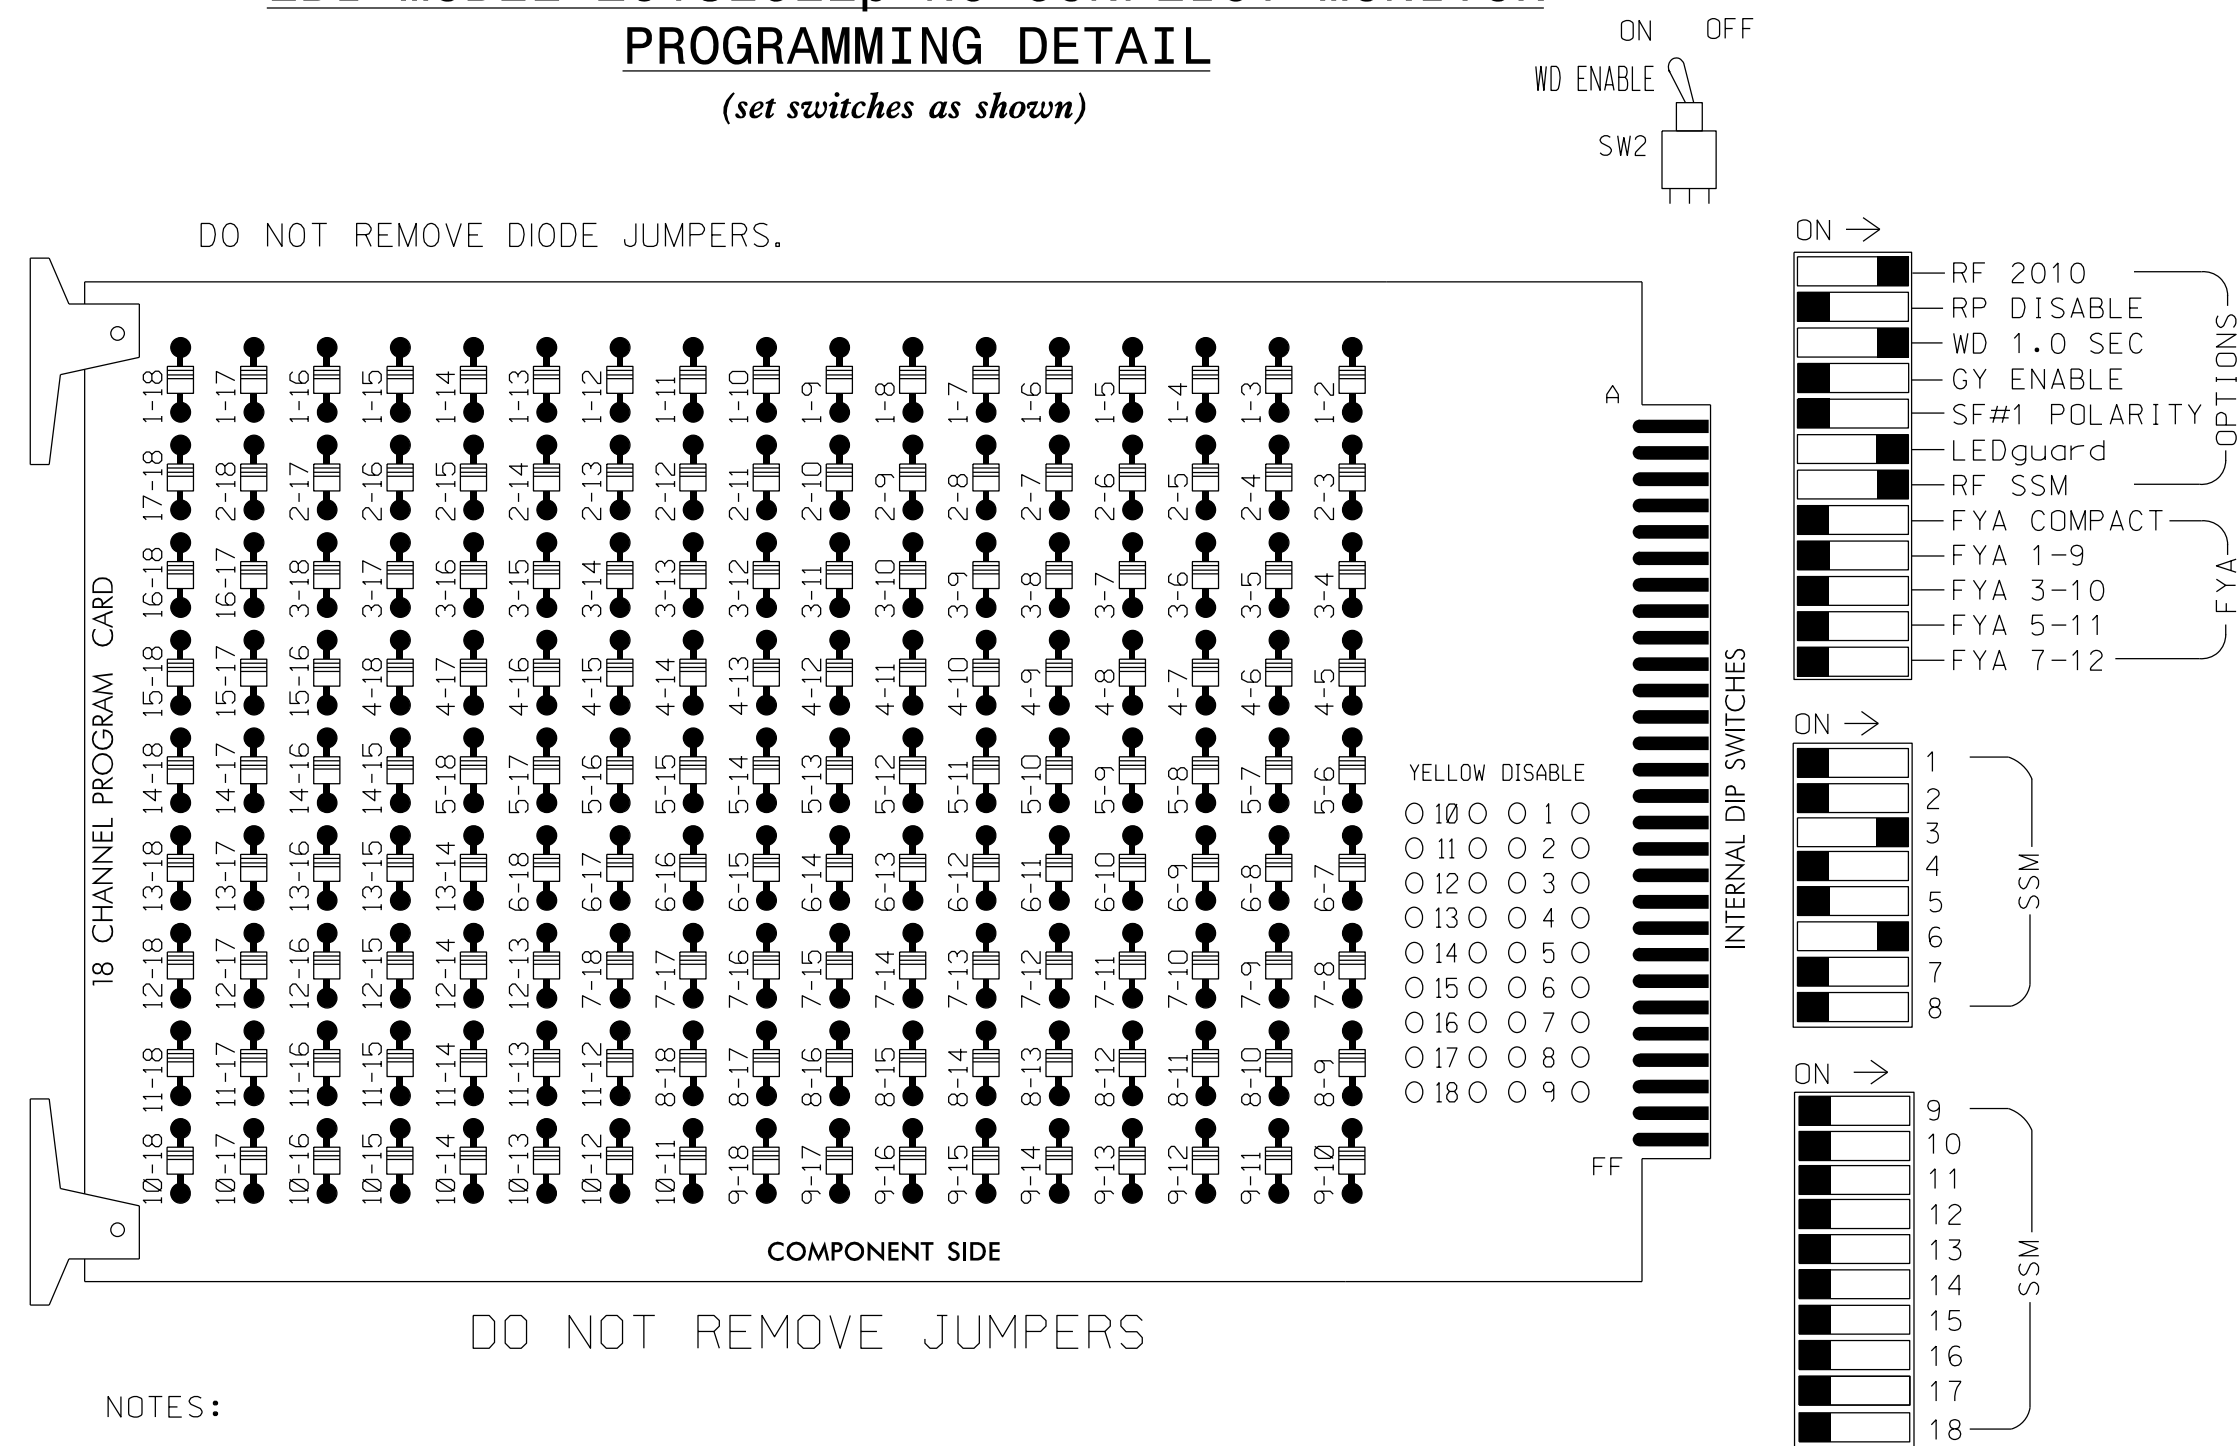 PROGRAMMING DETAIL
(set switches as shown)
ON OFF
WD ENABLE
SW2
DO NOT REMOVE DIODE JUMPERS.
18 CHANNEL PROGRAM CARD
1-18 1-17 1-16 1-15 1-14 1-13 1-12 1-11 1-10 1-9 1-8 1-7 1-6 1-5 1-4 1-3 1-2
17-18 2-18 2-17 2-16 2-15 2-14 2-13 2-12 2-11 2-10 2-9 2-8 2-7 2-6 2-5 2-4 2-3
16-18 16-17 3-18 3-17 3-16 3-15 3-14 3-13 3-12 3-11 3-10 3-9 3-8 3-7 3-6 3-5 3-4
15-18 15-17 15-16 4-18 4-17 4-16 4-15 4-14 4-13 4-12 4-11 4-10 4-9 4-8 4-7 4-6 4-5
14-18 14-17 14-16 14-15 5-18 5-17 5-16 5-15 5-14 5-13 5-12 5-11 5-10 5-9 5-8 5-7 5-6
13-18 13-17 13-16 13-15 13-14 6-18 6-17 6-16 6-15 6-14 6-13 6-12 6-11 6-10 6-9 6-8 6-7
12-18 12-17 12-16 12-15 12-14 12-13 7-18 7-17 7-16 7-15 7-14 7-13 7-12 7-11 7-10 7-9 7-8
11-18 11-17 11-16 11-15 11-14 11-13 11-12 8-18 8-17 8-16 8-15 8-14 8-13 8-12 8-11 8-10 8-9
10-18 10-17 10-16 10-15 10-14 10-13 10-12 10-11 9-18 9-17 9-16 9-15 9-14 9-13 9-12 9-11 9-10
YELLOW DISABLE
10 1
11 2
12 3
13 4
14 5
15 6
16 7
17 8
18 9
A
FF
COMPONENT SIDE
DO NOT REMOVE JUMPERS
NOTES:
INTERNAL DIP SWITCHES
ON
RF 2010
RP DISABLE
WD 1.0 SEC
GY ENABLE
SF#1 POLARITY
LEDguard
RF SSM
OPTIONS
FYA COMPACT
FYA 1-9
FYA 3-10
FYA 5-11
FYA 7-12
FYA
ON
1
2
3
4
5
6
7
8
SSM
ON
9
10
11
12
13
14
15
16
17
18
SSM